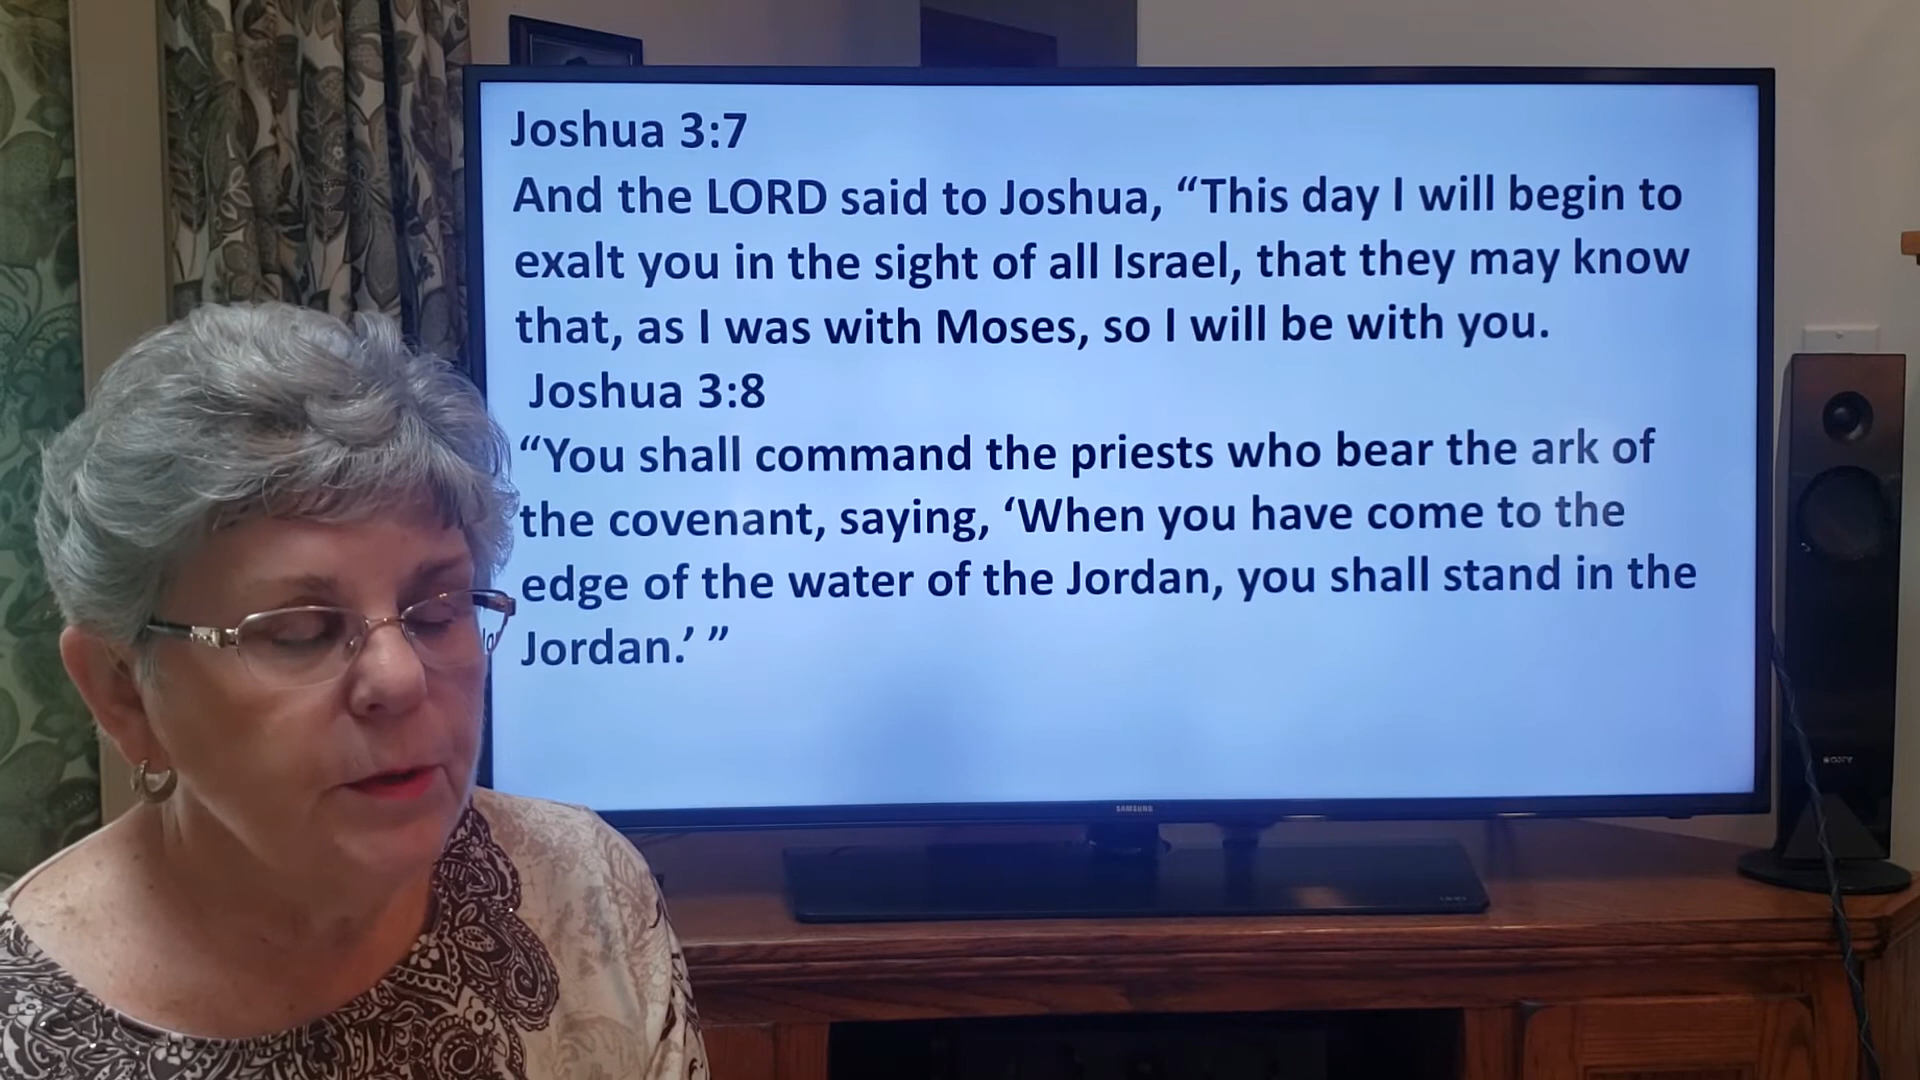 Joshua 3:7
And the LORD said to Joshua, “This day I will begin to
exalt you in the sight of all Israel, that they may know
that, as I was with Moses, so I will be with you.
Joshua 3:8
“You shall command the priests who bear the ark of
the covenant, saying, ‘When you have come to the
edge of the water of the Jordan, you shall stand in the
Jordan.’ ”
SAMSUNG
SONY